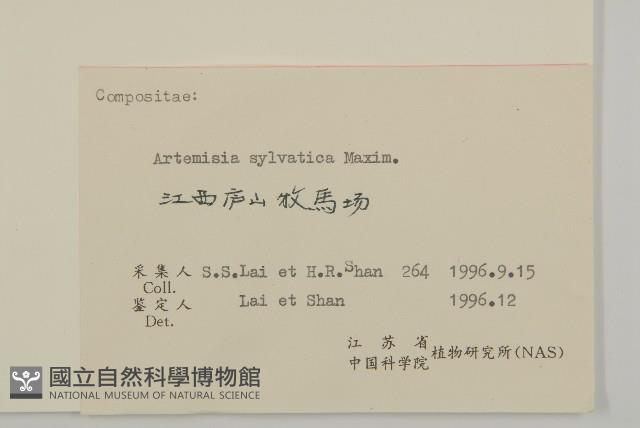 Compositae:
Artemisia sylvatica Maxim.
江西庐山牧馬场
采集人 S.S.Lai et H.R.Shan 264 1996.9.15
Coll.
鉴定人 Lai et Shan 1996.12
Det.
江苏省
中国科学院 植物研究所(NAS)
國立自然科學博物館
NATIONAL MUSEUM OF NATURAL SCIENCE